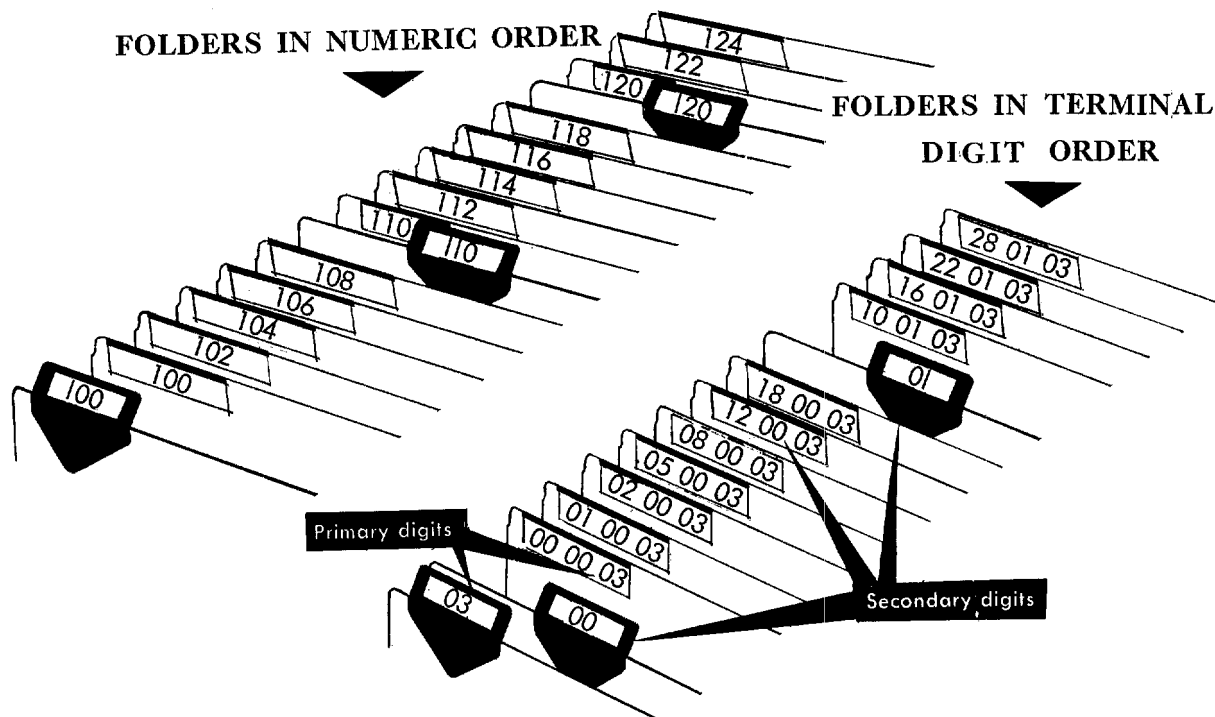 FOLDERS IN NUMERIC ORDER
124
122
120
120
118
116
114
112
110
110
108
106
104
102
100
100
FOLDERS IN TERMINAL
DIGIT ORDER
28 01 03
22 01 03
16 01 03
10 01 03
01
18 00 03
12 00 03
08 00 03
05 00 03
02 00 03
01 00 03
00 00 03
Primary digits
03
00
Secondary digits